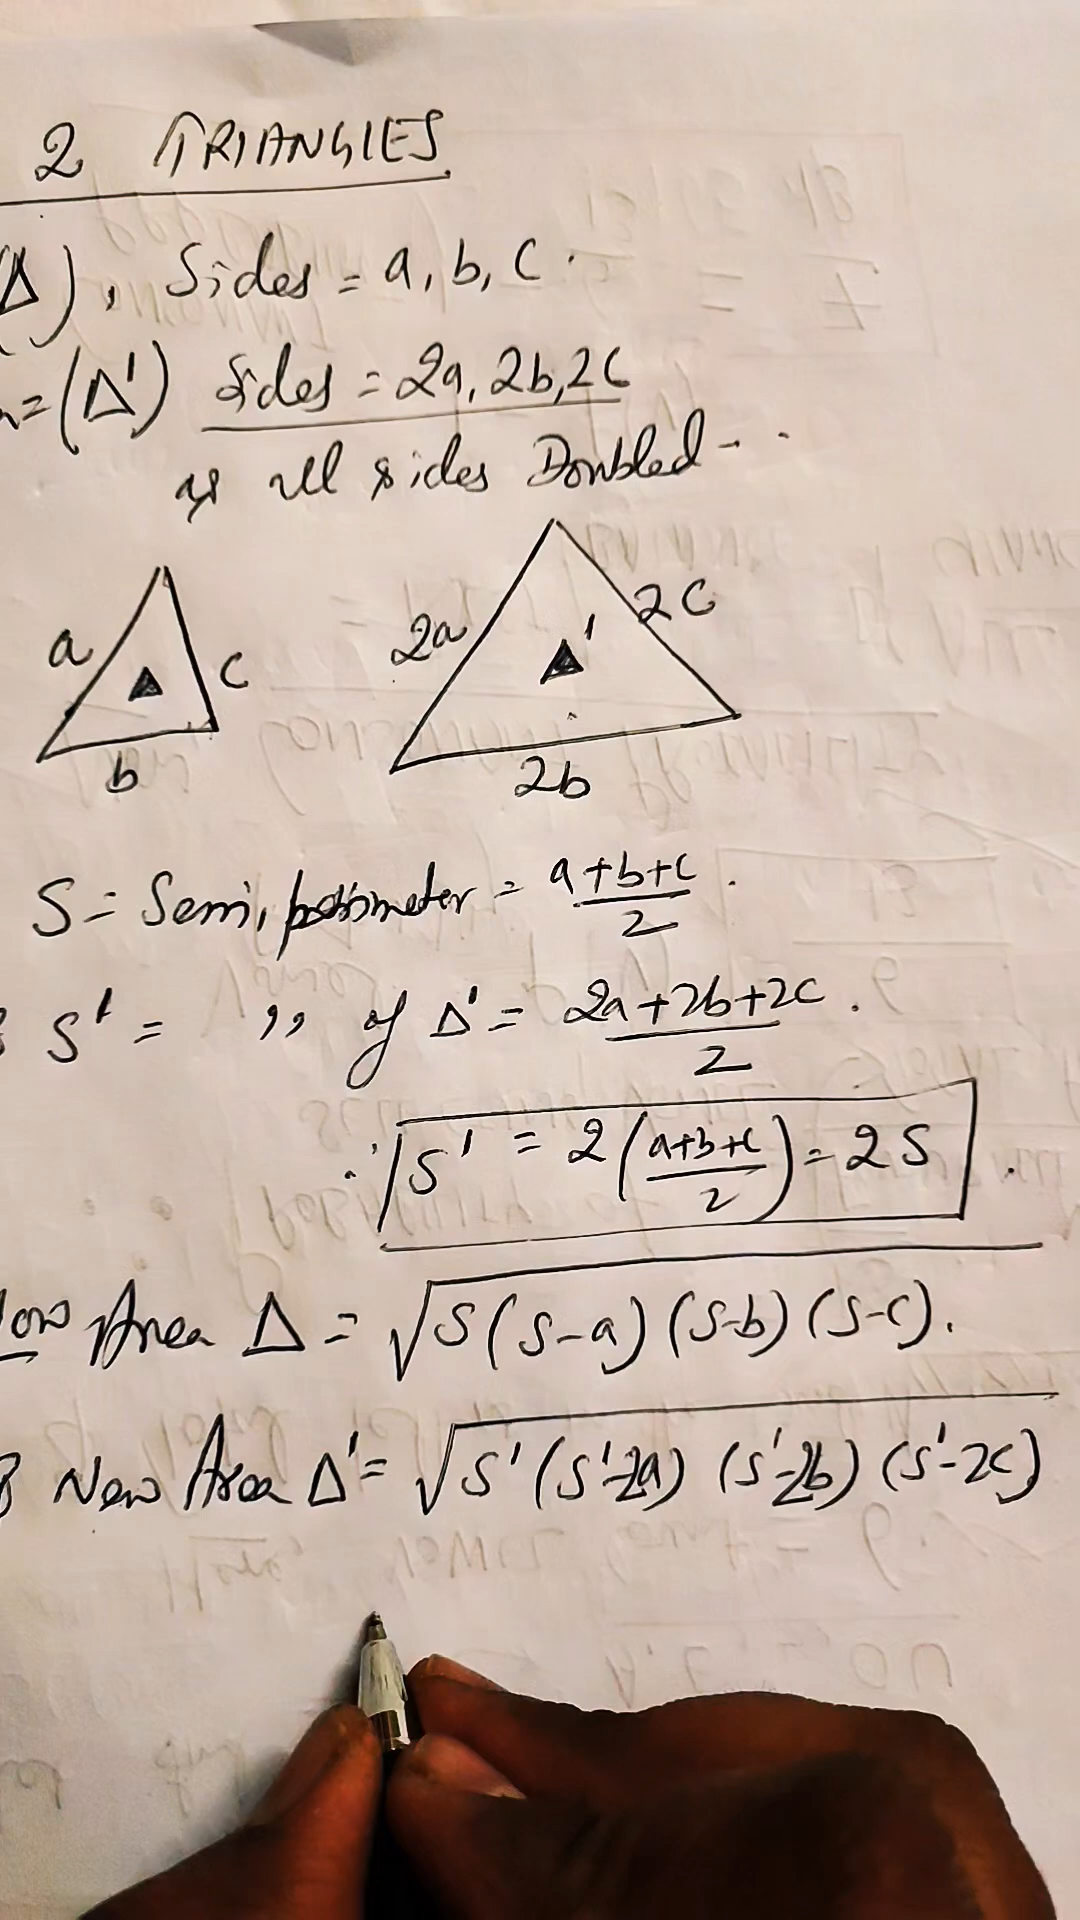 2 TRIANGLES
(Δ), Sides = a, b, c.
=(Δ') Sides = 2a, 2b, 2c
as all sides Doubled - . .
a
Δ
c
b
2a
Δ'
2c
2b
S = Semi, perimeter = (a+b+c)/2 .
S' = ,, of Δ' = (2a+2b+2c)/2 .
∴ S' = 2((a+b+c)/2) = 2S .
Area Δ = √S(S-a)(S-b)(S-c).
New Area Δ' = √S'(S'-2a)(S'-2b)(S'-2c)